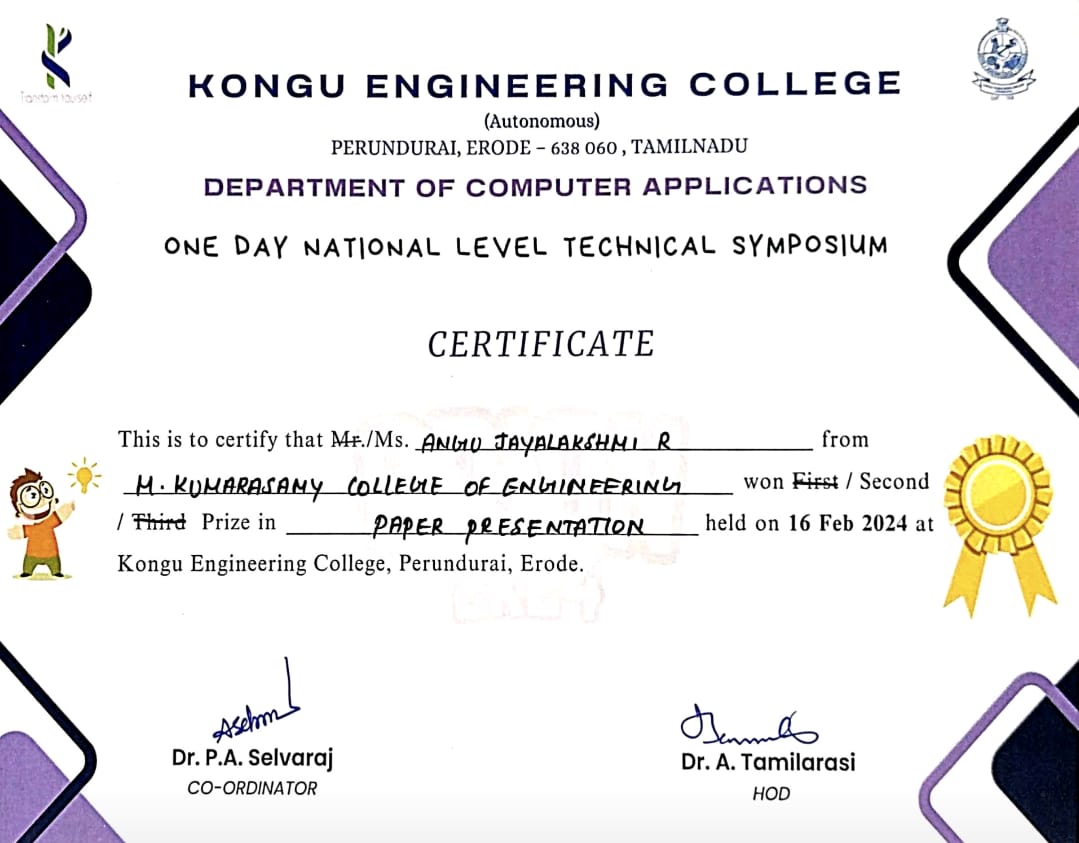 Transform Yourself
KONGU ENGINEERING COLLEGE
(Autonomous)
PERUNDURAI, ERODE – 638 060 , TAMILNADU
DEPARTMENT OF COMPUTER APPLICATIONS
ONE DAY NATIONAL LEVEL TECHNICAL SYMPOSIUM
CERTIFICATE
This is to certify that Mr./Ms. ANGU JAYALAKSHMI R from
M. KUMARASAMY COLLEGE OF ENGINEERING won First / Second
/ Third Prize in PAPER PRESENTATION held on 16 Feb 2024 at
Kongu Engineering College, Perundurai, Erode.
Dr. P.A. Selvaraj
CO-ORDINATOR
Dr. A. Tamilarasi
HOD